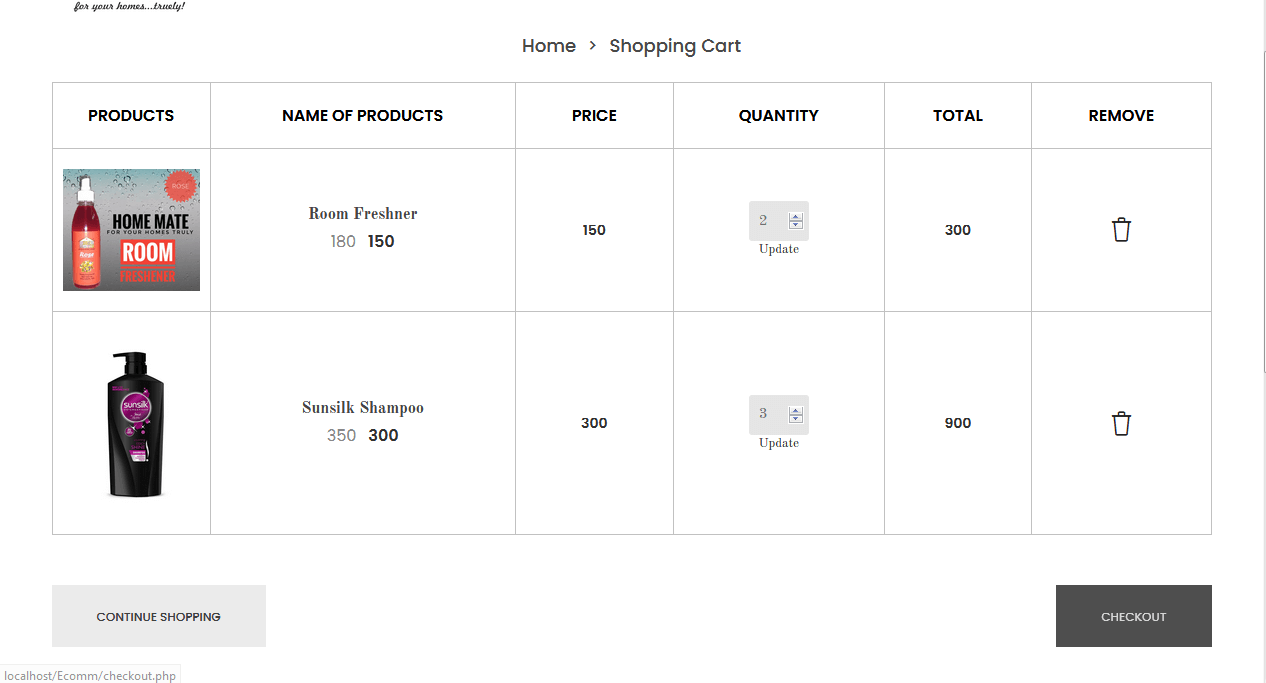 for your homes...truely!
Home > Shopping Cart
PRODUCTS NAME OF PRODUCTS PRICE QUANTITY TOTAL REMOVE
ROSE
HOME MATE
FOR YOUR HOMES TRULY
ROOM
FRESHENER
Rose
Room Freshner
180 150
150
2
Update
300
sunsilk
Sunsilk Shampoo
350 300
300
3
Update
900
CONTINUE SHOPPING
CHECKOUT
localhost/Ecomm/checkout.php